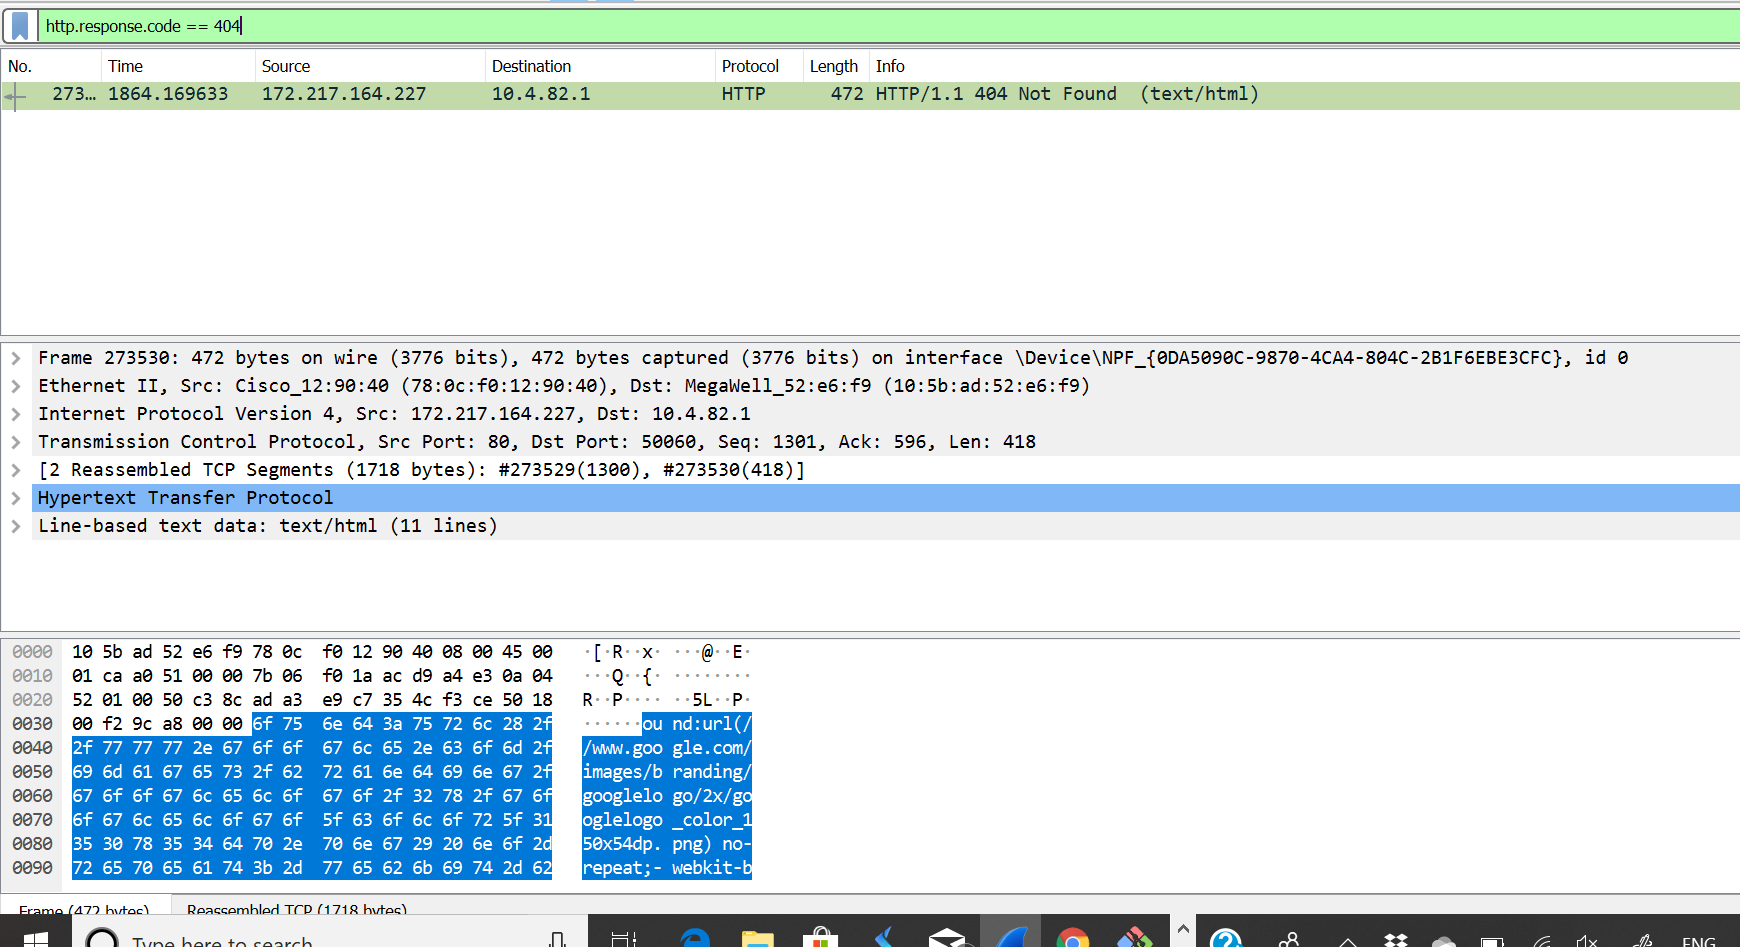 http.response.code == 404
No. Time Source Destination Protocol Length Info
273… 1864.169633 172.217.164.227 10.4.82.1 HTTP 472 HTTP/1.1 404 Not Found (text/html)
Frame 273530: 472 bytes on wire (3776 bits), 472 bytes captured (3776 bits) on interface \Device\NPF_{0DA5090C-9870-4CA4-804C-2B1F6EBE3CFC}, id 0
Ethernet II, Src: Cisco_12:90:40 (78:0c:f0:12:90:40), Dst: MegaWell_52:e6:f9 (10:5b:ad:52:e6:f9)
Internet Protocol Version 4, Src: 172.217.164.227, Dst: 10.4.82.1
Transmission Control Protocol, Src Port: 80, Dst Port: 50060, Seq: 1301, Ack: 596, Len: 418
[2 Reassembled TCP Segments (1718 bytes): #273529(1300), #273530(418)]
Hypertext Transfer Protocol
Line-based text data: text/html (11 lines)
0000 10 5b ad 52 e6 f9 78 0c f0 12 90 40 08 00 45 00 ·[·R··x· ···@··E·
0010 01 ca a0 51 00 00 7b 06 f0 1a ac d9 a4 e3 0a 04 ···Q··{· ········
0020 52 01 00 50 c3 8c ad a3 e9 c7 35 4c f3 ce 50 18 R··P···· ··5L··P·
0030 00 f2 9c a8 00 00 6f 75 6e 64 3a 75 72 6c 28 2f ······ou nd:url(/
0040 2f 77 77 77 2e 67 6f 6f 67 6c 65 2e 63 6f 6d 2f /www.goo gle.com/
0050 69 6d 61 67 65 73 2f 62 72 61 6e 64 69 6e 67 2f images/b randing/
0060 67 6f 6f 67 6c 65 6c 6f 67 6f 2f 32 78 2f 67 6f googlelo go/2x/go
0070 6f 67 6c 65 6c 6f 67 6f 5f 63 6f 6c 6f 72 5f 31 oglelogo _color_1
0080 35 30 78 35 34 64 70 2e 70 6e 67 29 20 6e 6f 2d 50x54dp. png) no-
0090 72 65 70 65 61 74 3b 2d 77 65 62 6b 69 74 2d 62 repeat;- webkit-b
Frame (472 bytes) Reassembled TCP (1718 bytes)
Type here to search ENG